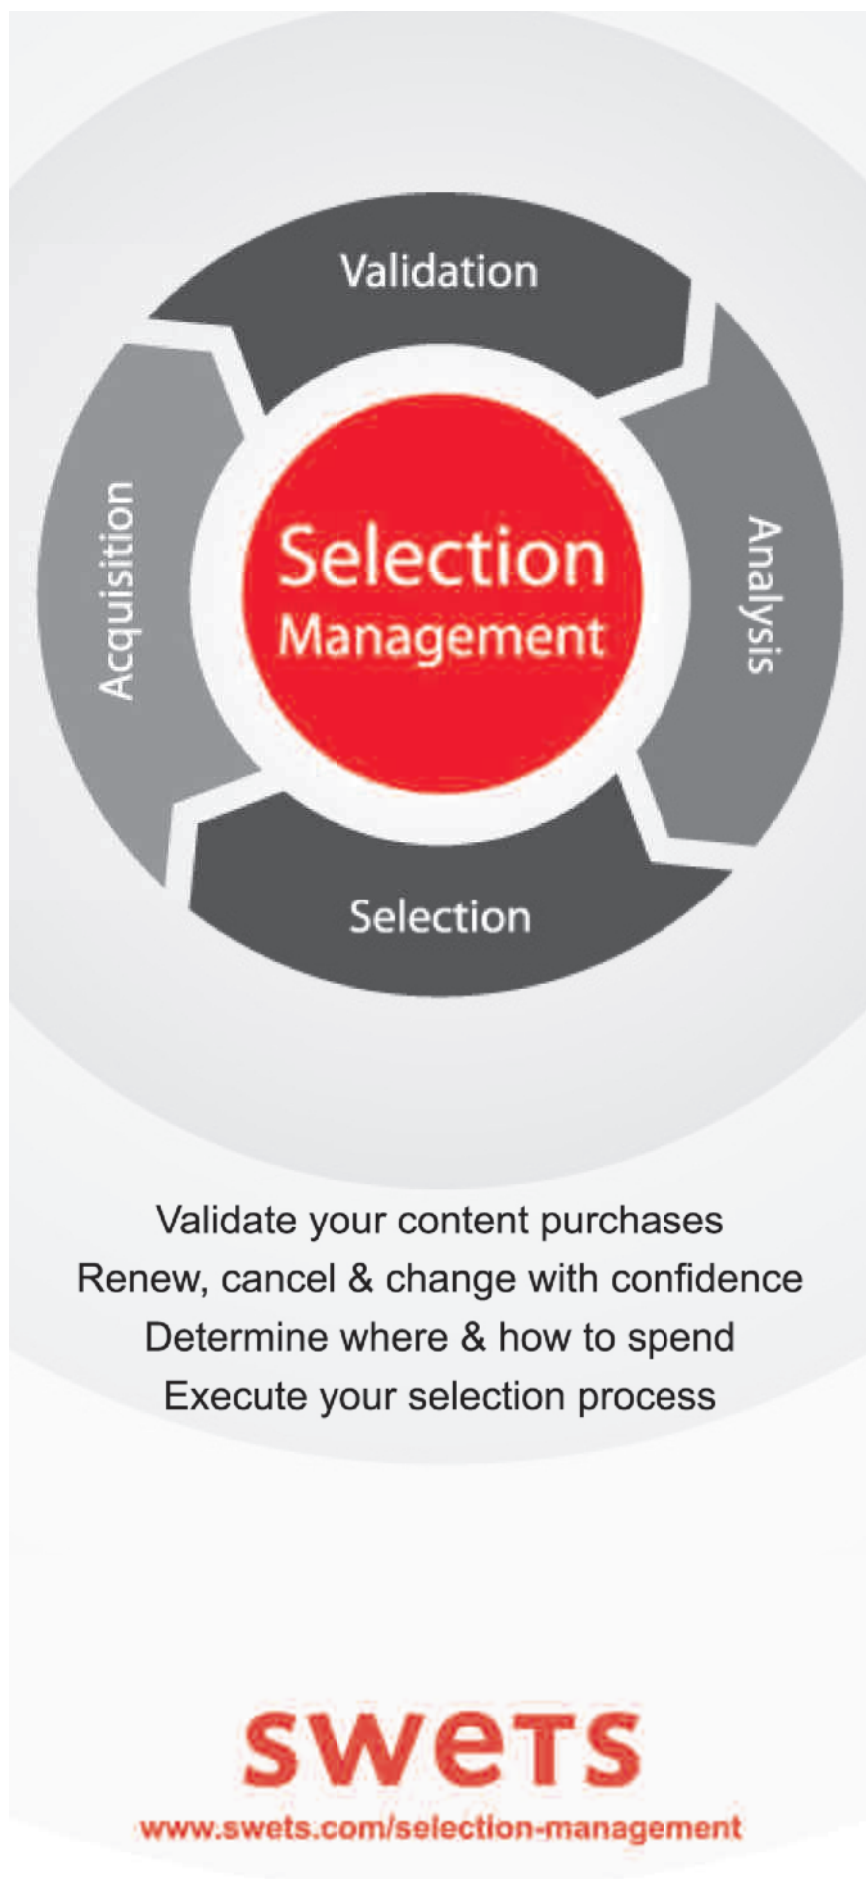 Validation
Acquisition
Selection
Management
Analysis
Selection
Validate your content purchases
Renew, cancel & change with confidence
Determine where & how to spend
Execute your selection process
sweTs
www.swets.com/selection-management